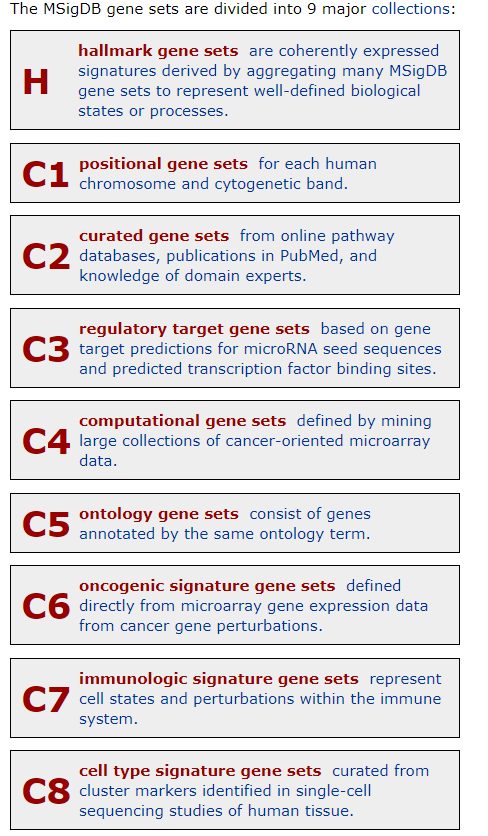 The MSigDB gene sets are divided into 9 major collections:
H
hallmark gene sets are coherently expressed
signatures derived by aggregating many MSigDB
gene sets to represent well-defined biological
states or processes.
C1
positional gene sets for each human
chromosome and cytogenetic band.
C2
curated gene sets from online pathway
databases, publications in PubMed, and
knowledge of domain experts.
C3
regulatory target gene sets based on gene
target predictions for microRNA seed sequences
and predicted transcription factor binding sites.
C4
computational gene sets defined by mining
large collections of cancer-oriented microarray
data.
C5
ontology gene sets consist of genes
annotated by the same ontology term.
C6
oncogenic signature gene sets defined
directly from microarray gene expression data
from cancer gene perturbations.
C7
immunologic signature gene sets represent
cell states and perturbations within the immune
system.
C8
cell type signature gene sets curated from
cluster markers identified in single-cell
sequencing studies of human tissue.